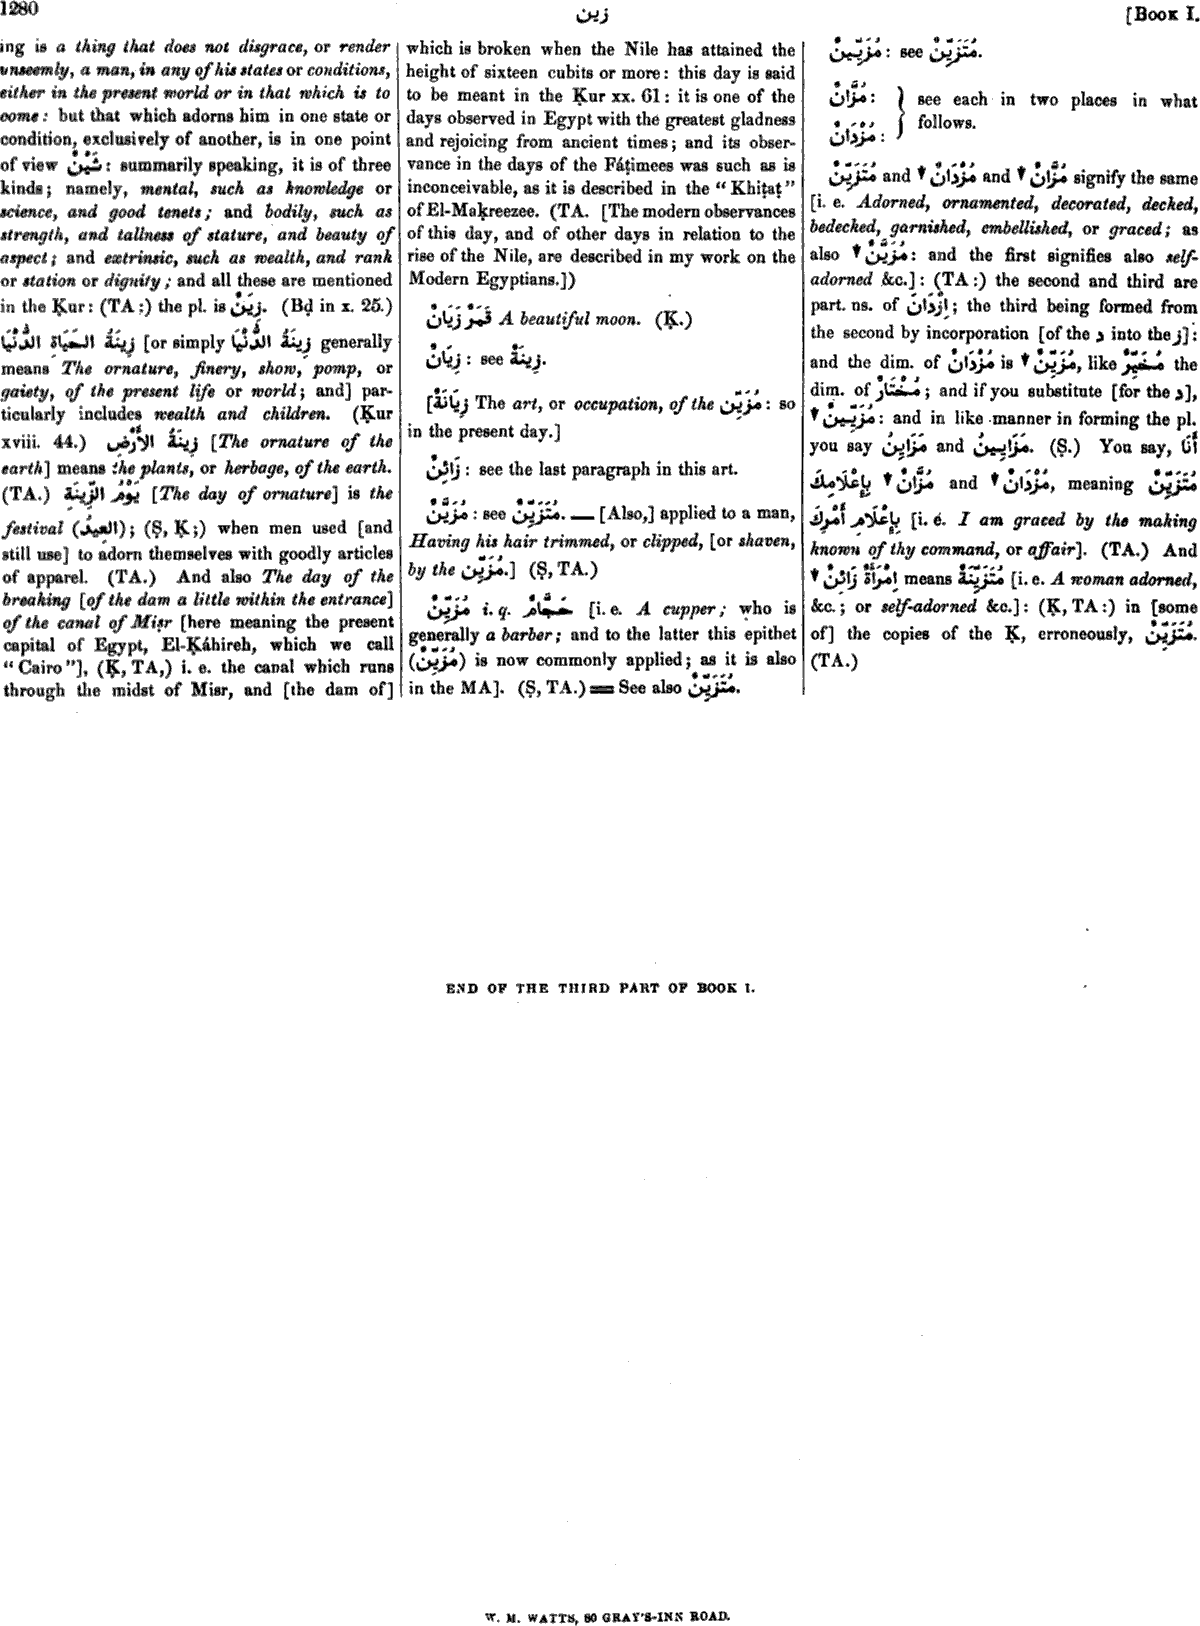 1280
زين
[BOOK I.
ing is a thing that does not disgrace, or render
unseemly, a man, in any of his states or conditions,
either in the present world or in that which is to
come: but that which adorns him in one state or
condition, exclusively of another, is in one point
of view شَيْنٌ: summarily speaking, it is of three
kinds; namely, mental, such as knowledge or
science, and good tenets; and bodily, such as
strength, and tallness of stature, and beauty of
aspect; and extrinsic, such as wealth, and rank
or station or dignity; and all these are mentioned
in the Ḳur: (TA:) the pl. is زِيَنٌ. (Bḍ in x. 25.)
زِينَةُ الحَيَاةِ الدُّنْيَا [or simply زِينَةُ الدُّنْيَا generally
means The ornature, finery, show, pomp, or
gaiety, of the present life or world; and] par-
ticularly includes wealth and children. (Ḳur
xviii. 44.) زِينَةُ الأَرْضِ [The ornature of the
earth] means the plants, or herbage, of the earth.
(TA.) يَوْمُ الزِّينَةِ [The day of ornature] is the
festival (العِيدُ); (Ṣ, Ḳ;) when men used [and
still use] to adorn themselves with goodly articles
of apparel. (TA.) And also The day of the
breaking [of the dam a little within the entrance]
of the canal of Miṣr [here meaning the present
capital of Egypt, El-Ḳáhireh, which we call
“Cairo”], (Ḳ, TA,) i. e. the canal which runs
through the midst of Misr, and [the dam of]
which is broken when the Nile has attained the
height of sixteen cubits or more: this day is said
to be meant in the Ḳur xx. 61: it is one of the
days observed in Egypt with the greatest gladness
and rejoicing from ancient times; and its obser-
vance in the days of the Fáṭimees was such as is
inconceivable, as it is described in the “Khiṭaṭ”
of El-Maḳreezee. (TA. [The modern observances
of this day, and of other days in relation to the
rise of the Nile, are described in my work on the
Modern Egyptians.])
قَمَرٌ زَيَانٌ A beautiful moon. (Ḳ.)
زِيَانٌ: see زِينَةٌ.
[زِيَانَةٌ The art, or occupation, of the مُزَيِّن: so
in the present day.]
زَائِنٌ: see the last paragraph in this art.
مُزَيَّنٌ: see مُتَزَيِّنٌ. — [Also,] applied to a man,
Having his hair trimmed, or clipped, [or shaven,
by the مُزَيِّن.] (Ṣ, TA.)
مُزَيِّنٌ i. q. حَجَّامٌ [i. e. A cupper; who is
generally a barber; and to the latter this epithet
(مُزَيِّنٌ) is now commonly applied; as it is also
in the MA]. (Ṣ, TA.) = See also مُتَزَيِّنٌ.
مُزَيِّينٌ: see مُتَزَيِّنٌ.
مُزَّانٌ:
مُزْدَانٌ:
} see each in two places in what
follows.
مُتَزَيِّنٌ and ▼ مُزْدَانٌ and ▼ مُزَّانٌ signify the same
[i. e. Adorned, ornamented, decorated, decked,
bedecked, garnished, embellished, or graced; as
also ▼ مُزَيَّنٌ: and the first signifies also self-
adorned &c.]: (TA:) the second and third are
part. ns. of اِزْدَانَ; the third being formed from
the second by incorporation [of the د into the ز]:
and the dim. of مُزْدَانٌ is ▼ مُزَيِّنٌ, like مُخَيِّرٌ the
dim. of مُخْتَارٌ; and if you substitute [for the د],
▼ مُزَيِّينٌ: and in like manner in forming the pl.
you say مَزَايِنُ and مَزَايِينُ. (Ṣ.) You say, أَنَا
مُزَّانٌ ▼ بِإِعْلَامِكَ and ▼ مُزْدَانٌ, meaning مُتَزَيِّنٌ
بِإِعْلَامِ أَمْرِكَ [i. e. I am graced by the making
known of thy command, or affair]. (TA.) And
▼ اِمْرَأَةٌ زَائِنٌ means مُتَزَيِّنَةٌ [i. e. A woman adorned,
&c.; or self-adorned &c.]: (Ḳ, TA:) in [some
of] the copies of the Ḳ, erroneously, مُتَزَيِّنٌ.
(TA.)
END OF THE THIRD PART OF BOOK I.
W. M. WATTS, 80 GRAY'S-INN ROAD.